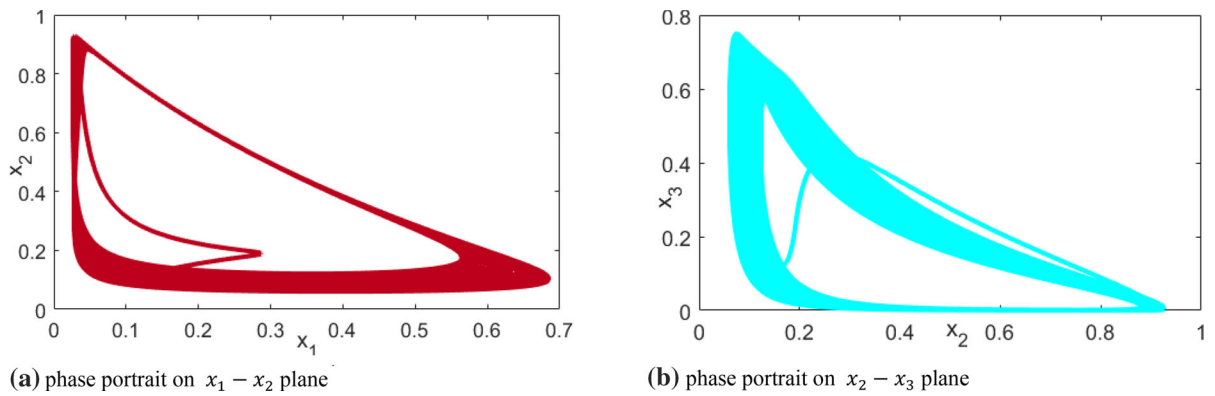 1
0.8
0.6
0.4
0.2
0
x₂
0 0.1 0.2 0.3 0.4 0.5 0.6 0.7
x₁
(a) phase portrait on x₁ − x₂ plane
0.8
0.6
0.4
0.2
0
x₃
0 0.2 0.4 0.6 0.8 1
x₂
(b) phase portrait on x₂ − x₃ plane